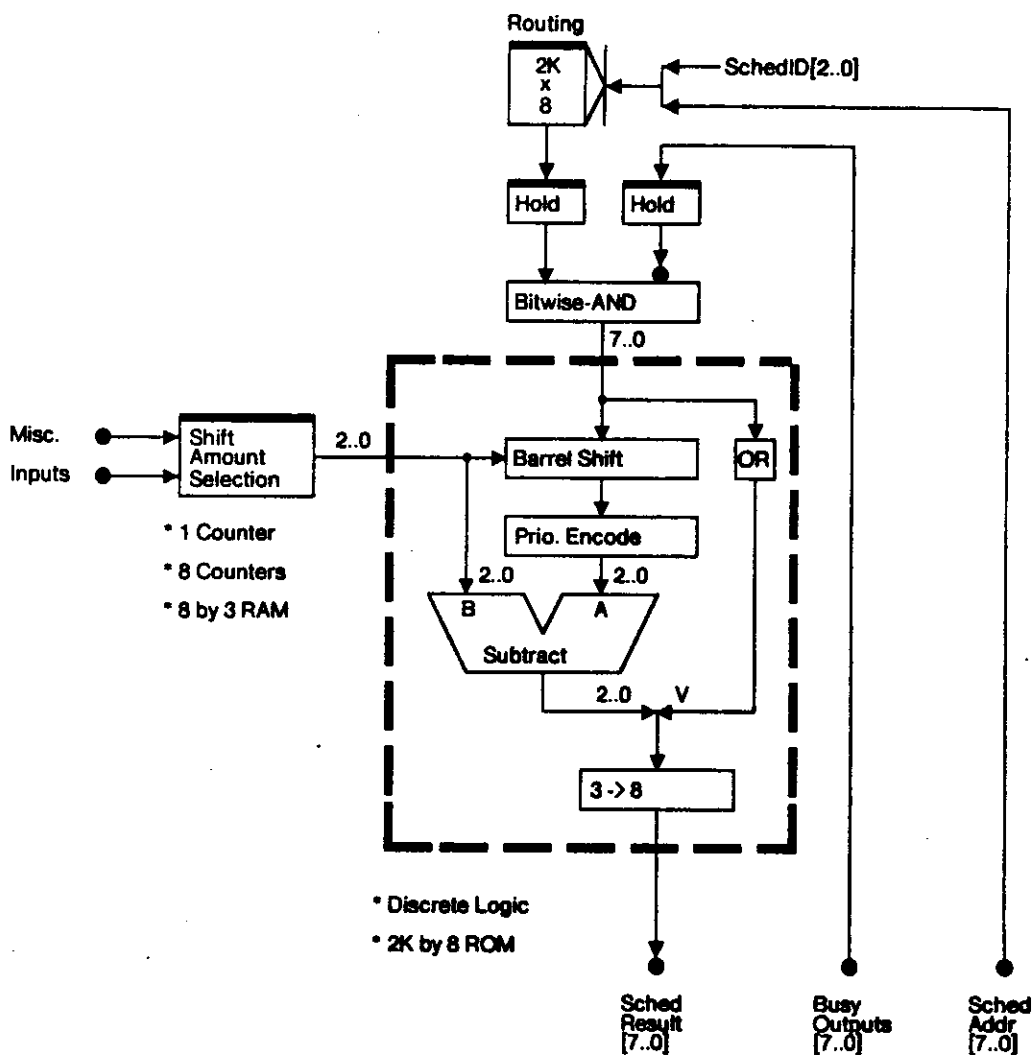 Routing
2K
x
8
SchedID[2..0]
Hold
Hold
Bitwise-AND
7..0
Misc.
Inputs
Shift
Amount
Selection
2..0
Barrel Shift
OR
* 1 Counter
* 8 Counters
* 8 by 3 RAM
Prio. Encode
2..0
2..0
B
A
Subtract
2..0
V
3 -> 8
* Discrete Logic
* 2K by 8 ROM
Sched
Result
[7..0]
Busy
Outputs
[7..0]
Sched
Addr
[7..0]